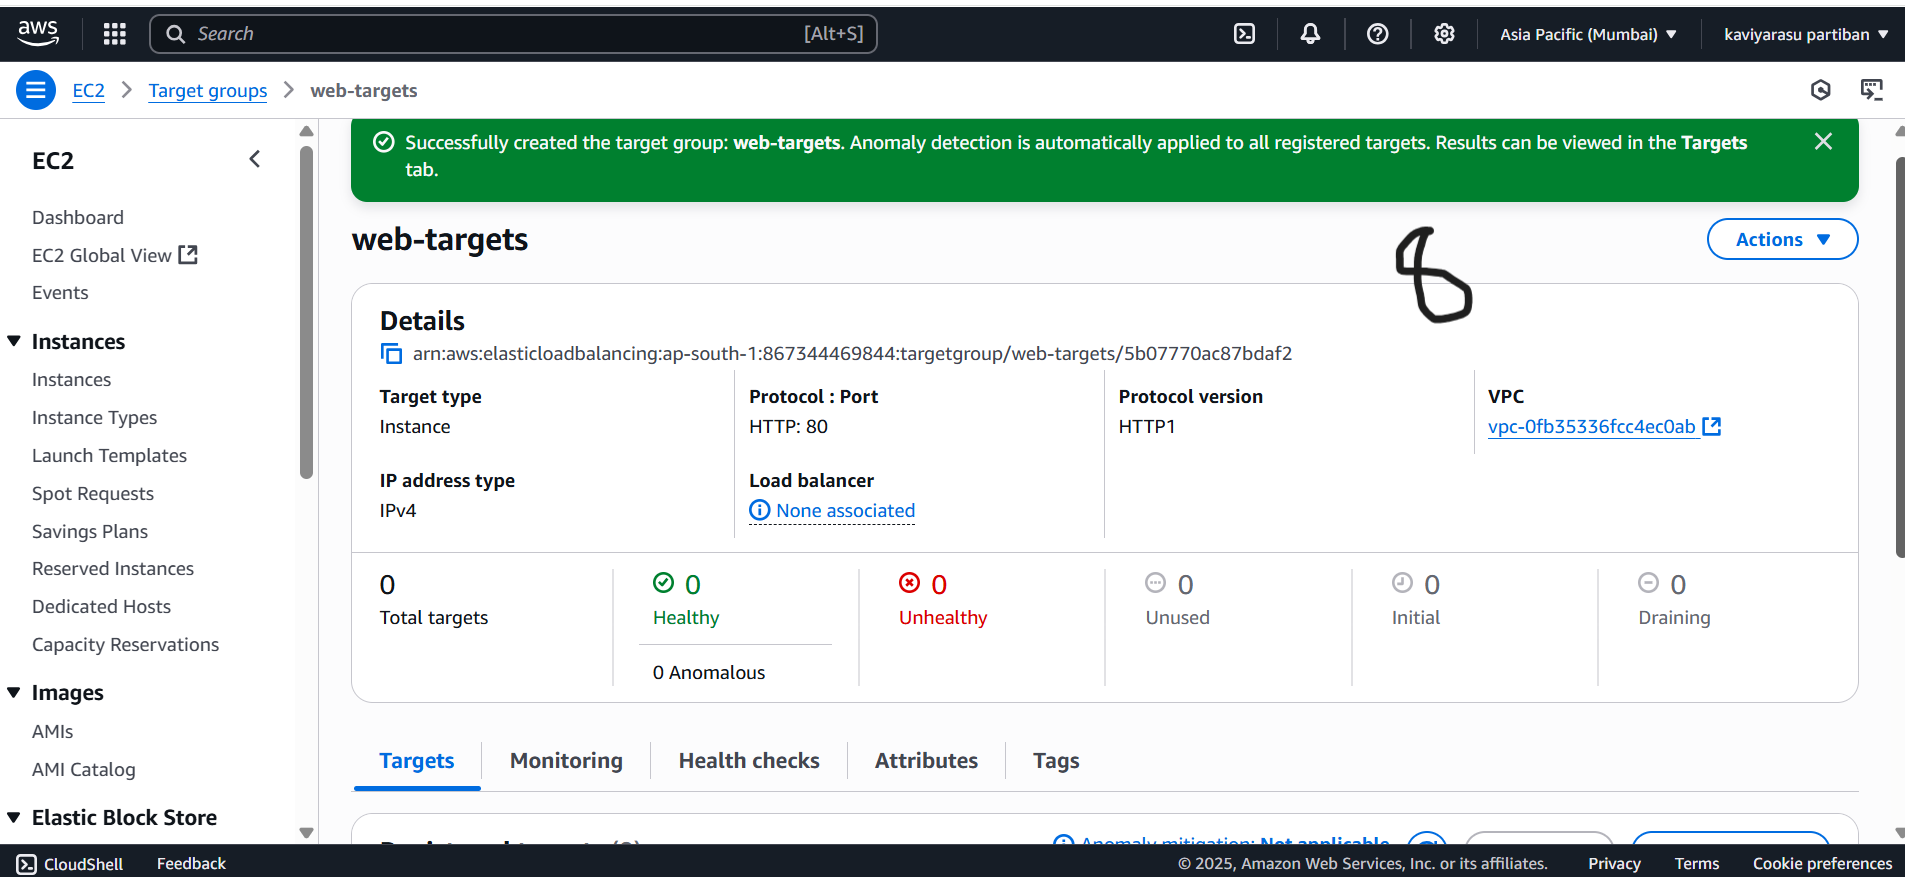 aws
Search [Alt+S]
Asia Pacific (Mumbai) kaviyarasu partiban
EC2 > Target groups > web-targets
EC2
Dashboard
EC2 Global View
Events
Instances
Instances
Instance Types
Launch Templates
Spot Requests
Savings Plans
Reserved Instances
Dedicated Hosts
Capacity Reservations
Images
AMIs
AMI Catalog
Elastic Block Store
Successfully created the target group: web-targets. Anomaly detection is automatically applied to all registered targets. Results can be viewed in the Targets
tab.
web-targets
8
Actions
Details
arn:aws:elasticloadbalancing:ap-south-1:867344469844:targetgroup/web-targets/5b07770ac87bdaf2
Target type
Instance
Protocol : Port
HTTP: 80
Protocol version
HTTP1
VPC
vpc-0fb35336fcc4ec0ab
IP address type
IPv4
Load balancer
None associated
0
Total targets
0
Healthy
0 Anomalous
0
Unhealthy
0
Unused
0
Initial
0
Draining
Targets Monitoring Health checks Attributes Tags
Anomaly mitigation: Not applicable
CloudShell Feedback © 2025, Amazon Web Services, Inc. or its affiliates. Privacy Terms Cookie preferences